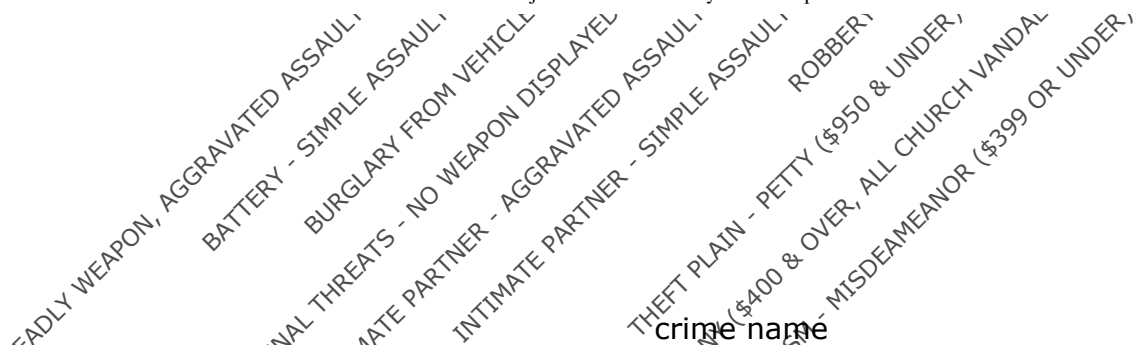 EADLY WEAPON, AGGRAVATED ASSAULT
BATTERY - SIMPLE ASSAULT
BURGLARY FROM VEHICLE
NAL THREATS - NO WEAPON DISPLAYED
MATE PARTNER - AGGRAVATED ASSAULT
INTIMATE PARTNER - SIMPLE ASSAULT
ROBBERY
THEFT PLAIN - PETTY ($950 & UNDER)
($400 & OVER, ALL CHURCH VANDAL
- MISDEAMEANOR ($399 OR UNDER)
crime name